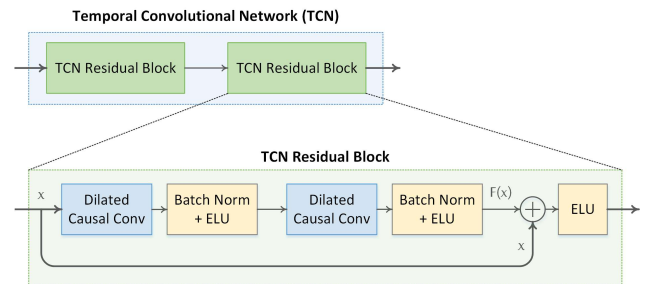 Temporal Convolutional Network (TCN)
TCN Residual Block
TCN Residual Block
TCN Residual Block
x
Dilated
Causal Conv
Batch Norm
+ ELU
Dilated
Causal Conv
Batch Norm
+ ELU
F(x)
+
ELU
x